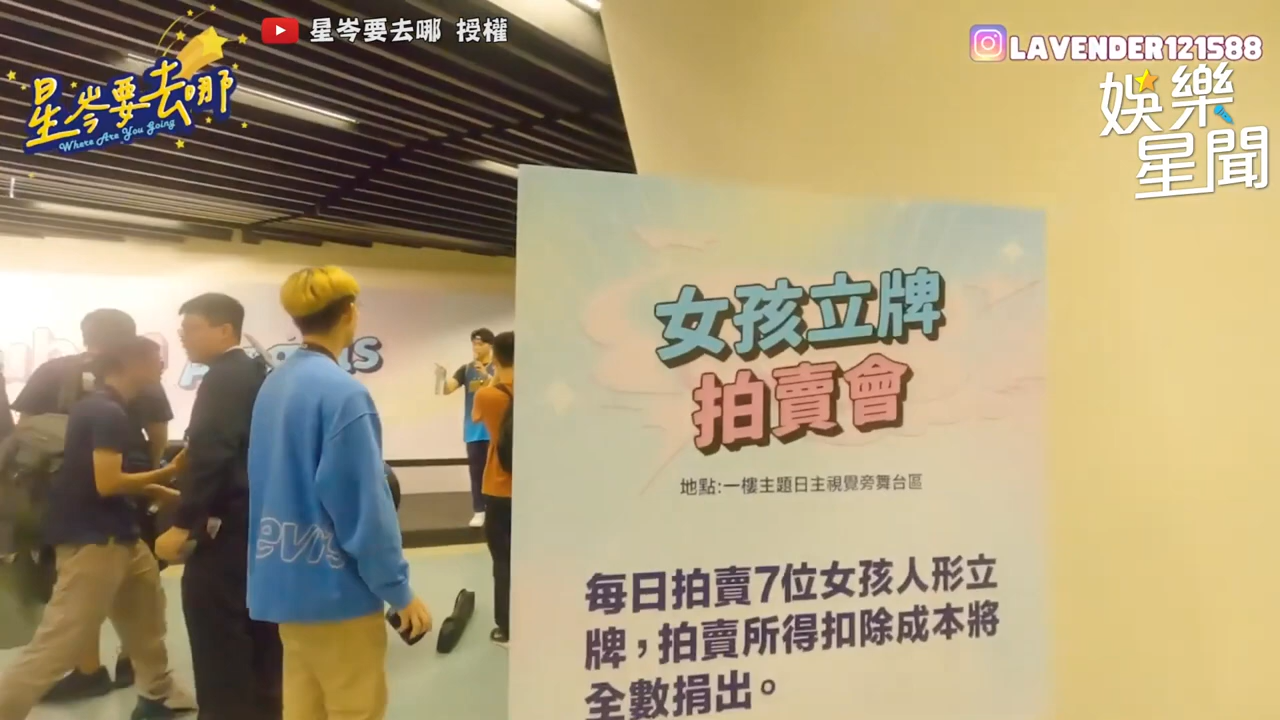 星岑要去哪 授權
LAVENDER121588
星岑要去哪
Where Are You Going
娛樂
星聞
女孩立牌
拍賣會
地點:一樓主題日主視覺旁舞台區
每日拍賣7位女孩人形立
牌，拍賣所得扣除成本將
全數捐出。
evi's